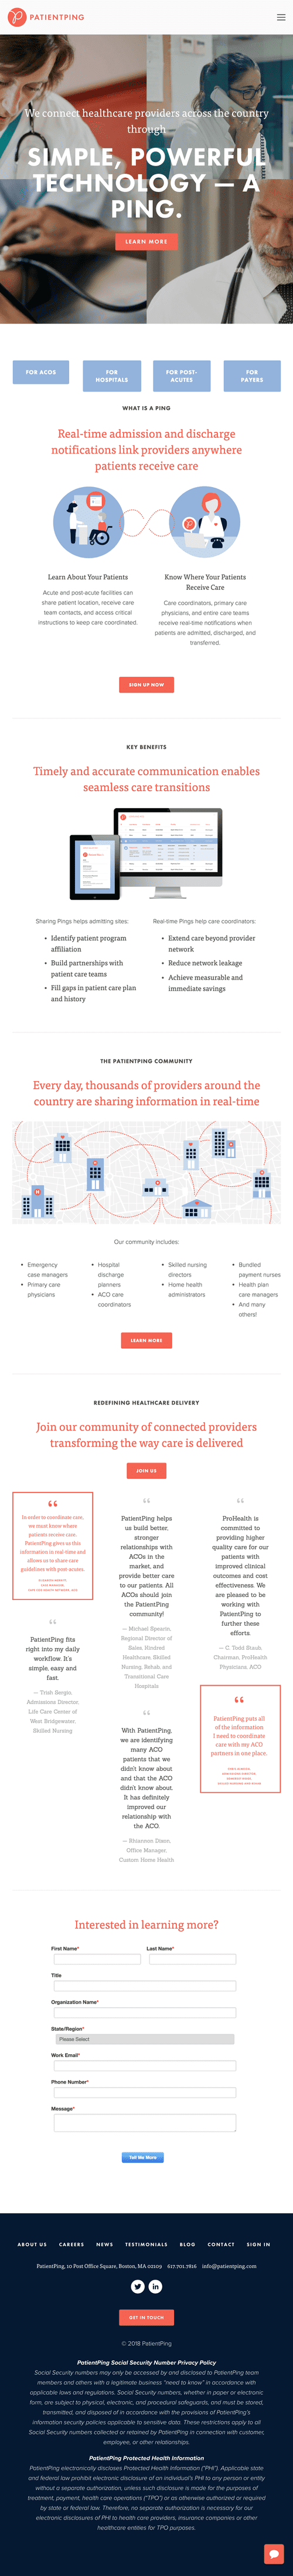 PATIENTPING
We connect healthcare providers across the country
through
SIMPLE, POWERFUL
TECHNOLOGY — A
PING.
LEARN MORE
FOR ACOS
FOR
HOSPITALS
FOR POST-
ACUTES
FOR
PAYERS
WHAT IS A PING
Real-time admission and discharge
notifications link providers anywhere
patients receive care
Learn About Your Patients
Acute and post-acute facilities can
share patient location, receive care
team contacts, and access critical
instructions to keep care coordinated.
Know Where Your Patients
Receive Care
Care coordinators, primary care
physicians, and entire care teams
receive real-time notifications when
patients are admitted, discharged, and
transferred.
SIGN UP NOW
KEY BENEFITS
Timely and accurate communication enables
seamless care transitions
Sharing Pings helps admitting sites:
• Identify patient program
affiliation
• Build partnerships with
patient care teams
• Fill gaps in patient care plan
and history
Real-time Pings help care coordinators:
• Extend care beyond provider
network
• Reduce network leakage
• Achieve measurable and
immediate savings
THE PATIENTPING COMMUNITY
Every day, thousands of providers around the
country are sharing information in real-time
Our community includes:
• Emergency
case managers
• Primary care
physicians
• Hospital
discharge
planners
• ACO care
coordinators
• Skilled nursing
directors
• Home health
administrators
• Bundled
payment nurses
• Health plan
care managers
• And many
others!
LEARN MORE
REDEFINING HEALTHCARE DELIVERY
Join our community of connected providers
transforming the way care is delivered
JOIN US
“
In order to coordinate care,
we must know where
patients receive care.
PatientPing gives us this
information in real-time and
allows us to share care
guidelines with post-acutes.
“
PatientPing fits
right into my daily
workflow. It's
simple, easy and
fast.
— Trish Sergio,
Admissions Director,
Life Care Center of
West Bridgewater,
Skilled Nursing
“
PatientPing helps
us build better,
stronger
relationships with
ACOs in the
market, and
provide better care
to our patients. All
ACOs should join
the PatientPing
community!
— Michael Spearin,
Regional Director of
Sales, Kindred
Healthcare: Skilled
Nursing, Rehab, and
Transitional Care
Hospitals
“
With PatientPing,
we are identifying
many ACO
patients that we
didn't know about
and that the ACO
didn't know about.
It has definitely
improved our
relationship with
the ACO.
— Rhiannon Dixon,
Office Manager,
Custom Home Health
“
ProHealth is
committed to
providing higher
quality care for our
patients with
improved clinical
outcomes and cost
effectiveness. We
are pleased to be
working with
PatientPing to
further these
efforts.
— C. Todd Staub,
Chairman, ProHealth
Physicians, ACO
“
PatientPing puts all
of the information
I need to coordinate
care with my ACO
partners in one place.
Interested in learning more?
First Name*
Last Name*
Title
Organization Name*
State/Region*
Please Select
Work Email*
Phone Number*
Message*
Tell Me More
ABOUT US CAREERS NEWS TESTIMONIALS BLOG CONTACT SIGN IN
PatientPing, 10 Post Office Square, Boston, MA 02109 617.701.7816 info@patientping.com
GET IN TOUCH
© 2018 PatientPing
PatientPing Social Security Number Privacy Policy
Social Security numbers may only be accessed by and disclosed to PatientPing team
members and others with a legitimate business “need to know” in accordance with
applicable laws and regulations. Social Security numbers, whether in paper or electronic
form, are subject to physical, electronic, and procedural safeguards, and must be stored,
transmitted, and disposed of in accordance with the provisions of PatientPing's
information security policies applicable to sensitive data. These restrictions apply to all
Social Security numbers collected or retained by PatientPing in connection with customer,
employee, or other relationships.
PatientPing Protected Health Information
PatientPing electronically discloses Protected Health Information (“PHI”). Applicable state
and federal law prohibit electronic disclosure of an individual's PHI to any person or entity
without a separate authorization, unless such disclosure is made for the purposes of
treatment, payment, health care operations (“TPO”) or as otherwise authorized or required
by state or federal law. Therefore, no separate authorization is necessary for our
electronic disclosures of PHI to health care providers, insurance companies or other
healthcare entities for TPO purposes.